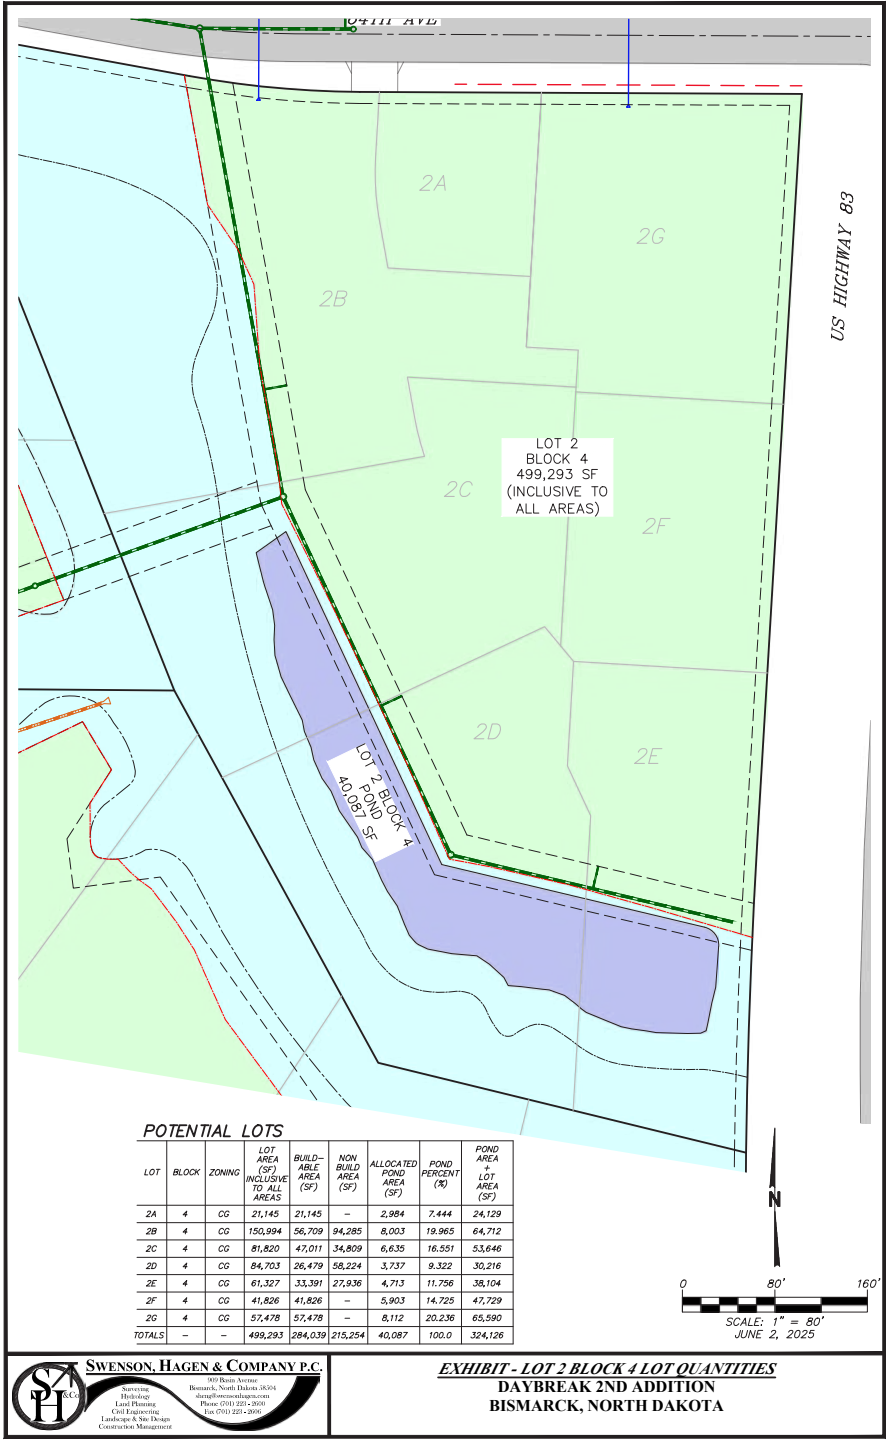 64TH AVE
2A
2G
US HIGHWAY 83
2B
LOT 2
BLOCK 4
499,293 SF
(INCLUSIVE TO
ALL AREAS)
2C
2F
2D
2E
LOT 2, BLOCK 4
POND
40,087 SF
POTENTIAL LOTS
LOT BLOCK ZONING LOT AREA (SF) INCLUSIVE TO ALL AREAS BUILD-ABLE AREA (SF) NON BUILD AREA (SF) ALLOCATED POND AREA (SF) POND PERCENT (%) POND AREA + LOT AREA (SF)
2A 4 CG 21,145 21,145 - 2,984 7.444 24,129
2B 4 CG 150,994 56,709 94,285 8,003 19.965 64,712
2C 4 CG 81,820 47,011 34,809 6,635 16.551 53,646
2D 4 CG 84,703 26,479 58,224 3,737 9.322 30,216
2E 4 CG 61,327 33,391 27,936 4,713 11.756 38,104
2F 4 CG 41,826 41,826 - 5,903 14.725 47,729
2G 4 CG 57,478 57,478 - 8,112 20.236 65,590
TOTALS - - 499,293 284,039 215,254 40,087 100.0 324,126
N
0 80' 160'
SCALE: 1" = 80'
JUNE 2, 2025
SH &Co
SWENSON, HAGEN & COMPANY P.C.
Surveying
Hydrology
Land Planning
Civil Engineering
Landscape & Site Design
Construction Management
909 Basin Avenue
Bismarck, North Dakota 58504
sheng@swensonhagen.com
Phone (701) 223 - 2600
Fax (701) 223 - 2606
EXHIBIT - LOT 2 BLOCK 4 LOT QUANTITIES
DAYBREAK 2ND ADDITION
BISMARCK, NORTH DAKOTA